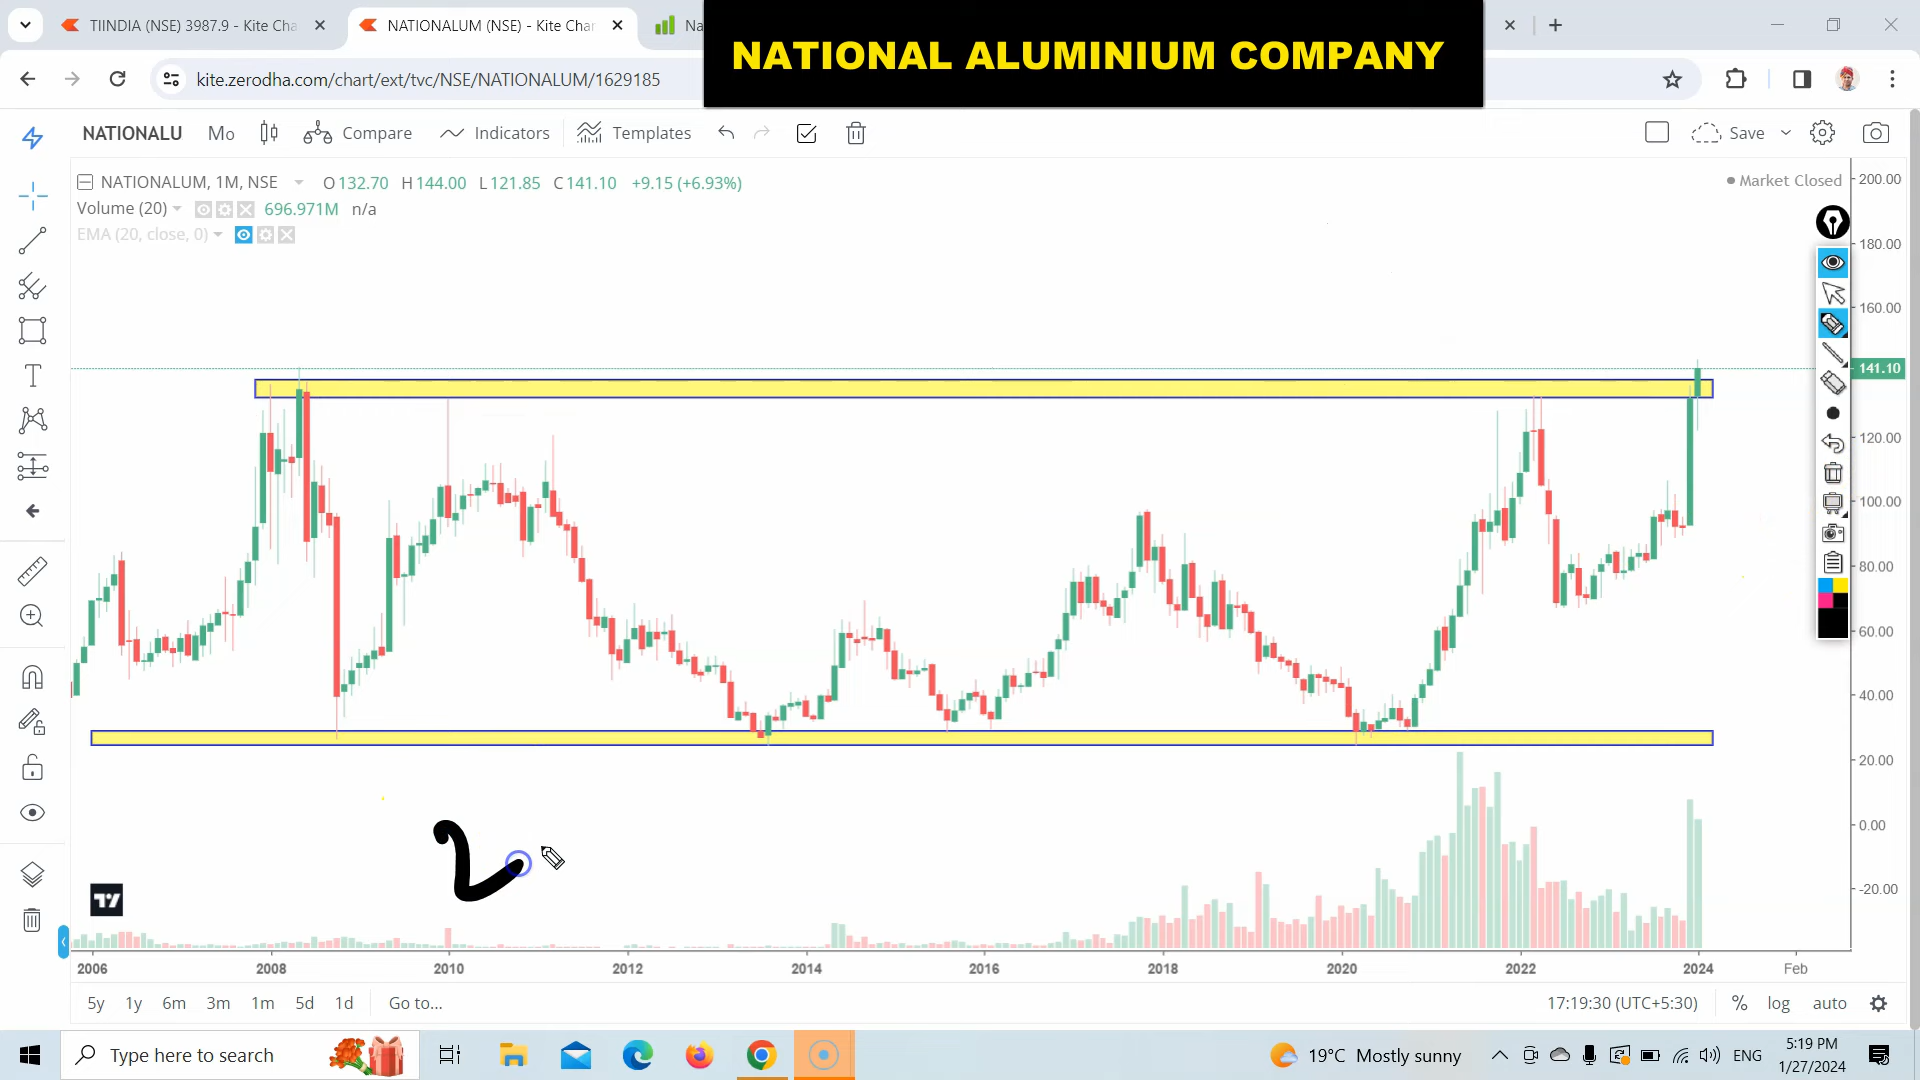 TIINDIA (NSE) 3987.9 - Kite Cha
NATIONALUM (NSE) - Kite Char
Na
NATIONAL ALUMINIUM COMPANY
kite.zerodha.com/chart/ext/tvc/NSE/NATIONALUM/1629185
NATIONALU Mo Compare Indicators Templates Save
NATIONALUM, 1M, NSE O132.70 H144.00 L121.85 C141.10 +9.15 (+6.93%)
Market Closed
Volume (20) 696.971M n/a
EMA (20, close, 0)
200.00
180.00
160.00
141.10
120.00
100.00
80.00
60.00
40.00
20.00
0.00
-20.00
2006 2008 2010 2012 2014 2016 2018 2020 2022 2024 Feb
5y 1y 6m 3m 1m 5d 1d Go to... 17:19:30 (UTC+5:30) % log auto
Type here to search
19°C Mostly sunny
ENG
5:19 PM
1/27/2024